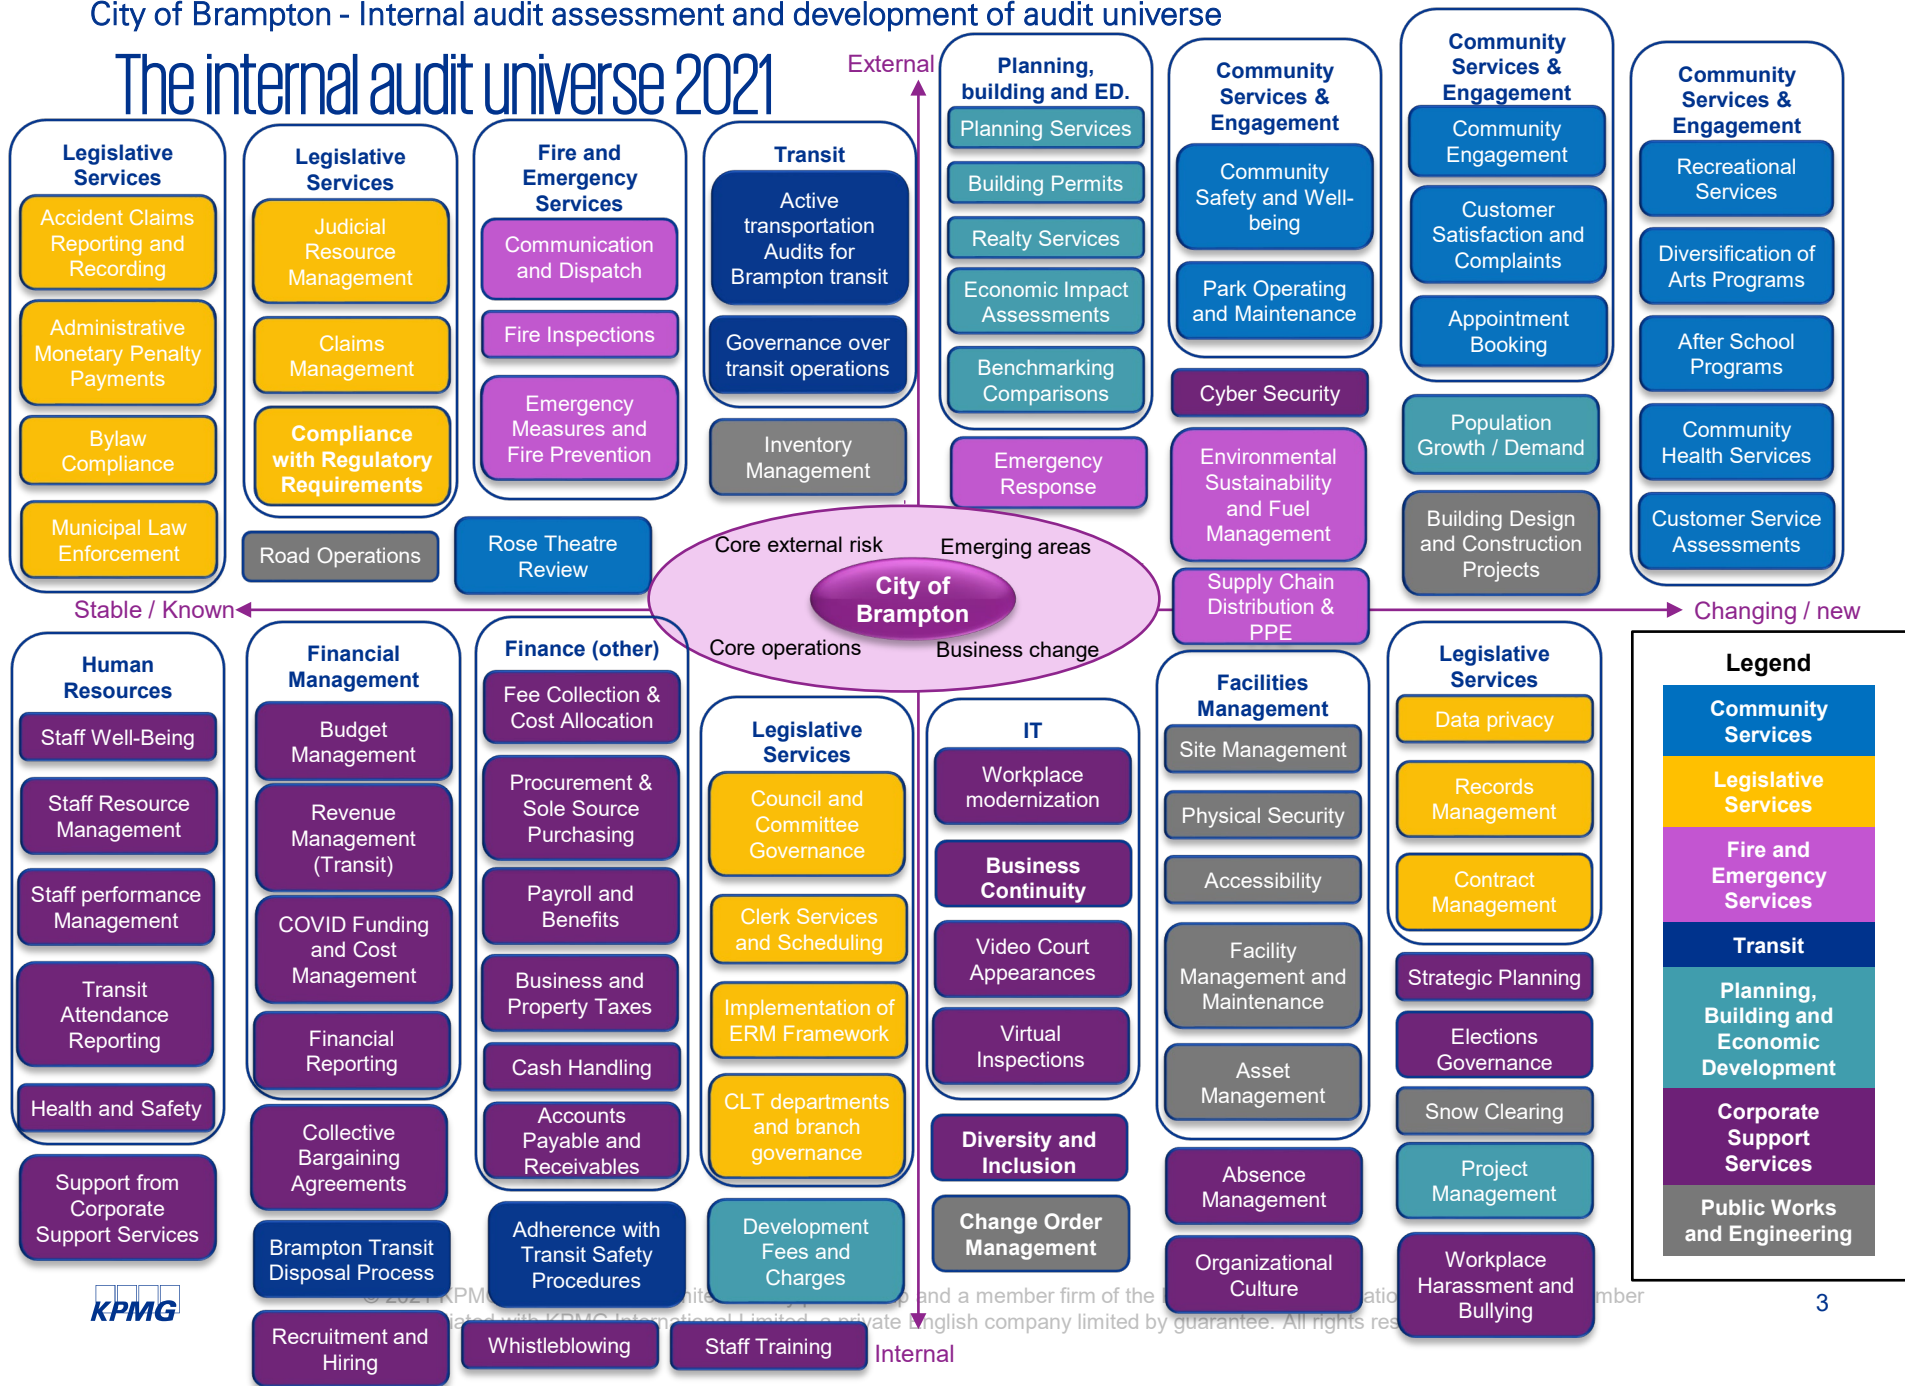 City of Brampton - Internal audit assessment and development of audit universe
The internal audit universe 2021
External
Legislative
Services
Accident Claims
Reporting and
Recording
Administrative
Monetary Penalty
Payments
Bylaw
Compliance
Municipal Law
Enforcement
Legislative
Services
Judicial
Resource
Management
Claims
Management
Compliance
with Regulatory
Requirements
Road Operations
Fire and
Emergency
Services
Communication
and Dispatch
Fire Inspections
Emergency
Measures and
Fire Prevention
Rose Theatre
Review
Transit
Active
transportation
Audits for
Brampton transit
Governance over
transit operations
Inventory
Management
Planning,
building and ED.
Planning Services
Building Permits
Realty Services
Economic Impact
Assessments
Benchmarking
Comparisons
Emergency
Response
Community
Services &
Engagement
Community
Safety and Well-
being
Park Operating
and Maintenance
Cyber Security
Environmental
Sustainability
and Fuel
Management
Supply Chain
Distribution &
PPE
Community
Services &
Engagement
Community
Engagement
Customer
Satisfaction and
Complaints
Appointment
Booking
Population
Growth / Demand
Building Design
and Construction
Projects
Community
Services &
Engagement
Recreational
Services
Diversification of
Arts Programs
After School
Programs
Community
Health Services
Customer Service
Assessments
Core external risk
Emerging areas
City of
Brampton
Core operations
Business change
Stable / Known
Changing / new
Human
Resources
Staff Well-Being
Staff Resource
Management
Staff performance
Management
Transit
Attendance
Reporting
Health and Safety
Support from
Corporate
Support Services
Financial
Management
Budget
Management
Revenue
Management
(Transit)
COVID Funding
and Cost
Management
Financial
Reporting
Collective
Bargaining
Agreements
Brampton Transit
Disposal Process
Recruitment and
Hiring
Finance (other)
Fee Collection &
Cost Allocation
Procurement &
Sole Source
Purchasing
Payroll and
Benefits
Business and
Property Taxes
Cash Handling
Accounts
Payable and
Receivables
Adherence with
Transit Safety
Procedures
Whistleblowing
Legislative
Services
Council and
Committee
Governance
Clerk Services
and Scheduling
Implementation of
ERM Framework
CLT departments
and branch
governance
Development
Fees and
Charges
Staff Training
Internal
IT
Workplace
modernization
Business
Continuity
Video Court
Appearances
Virtual
Inspections
Diversity and
Inclusion
Change Order
Management
Facilities
Management
Site Management
Physical Security
Accessibility
Facility
Management and
Maintenance
Asset
Management
Absence
Management
Organizational
Culture
Legislative
Services
Data privacy
Records
Management
Contract
Management
Strategic Planning
Elections
Governance
Snow Clearing
Project
Management
Workplace
Harassment and
Bullying
Legend
Community
Services
Legislative
Services
Fire and
Emergency
Services
Transit
Planning,
Building and
Economic
Development
Corporate
Support
Services
Public Works
and Engineering
KPMG
© 2021 and a member firm of the
with KPMG International Limited, a private English company limited by guarantee. All rights
3